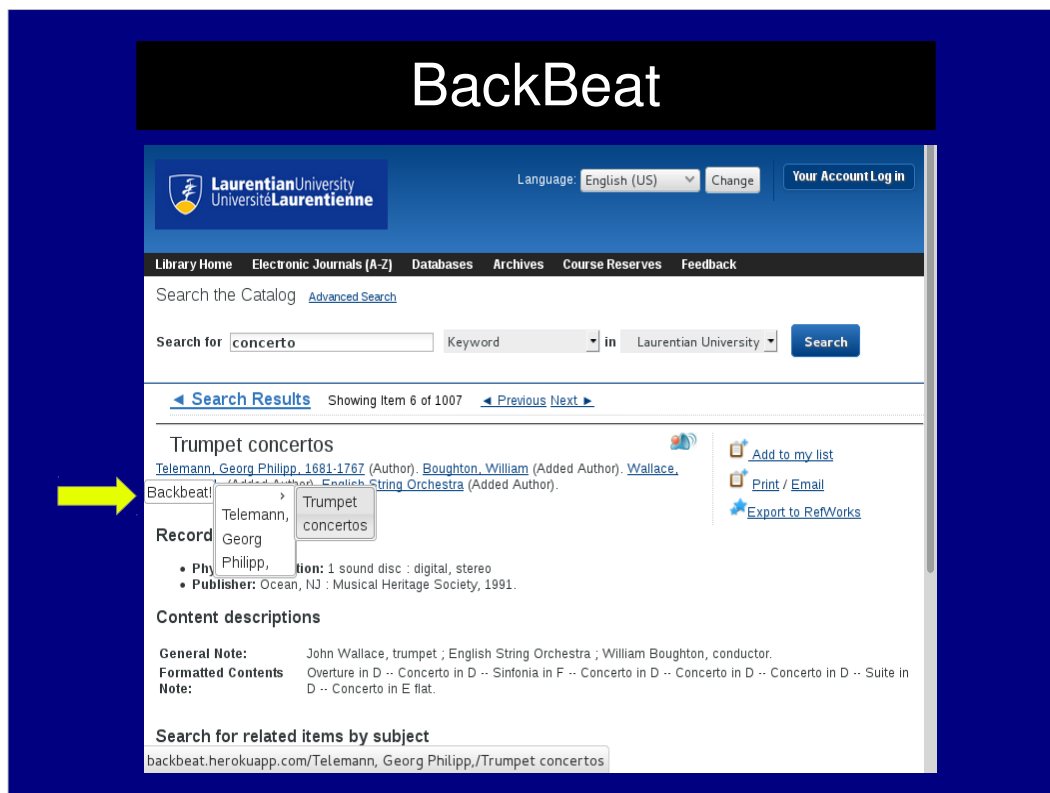 BackBeat
LaurentianUniversity
UniversitéLaurentienne
Language: English (US) Change Your Account Log in
Library Home Electronic Journals (A-Z) Databases Archives Course Reserves Feedback
Search the Catalog Advanced Search
Search for concerto Keyword in Laurentian University Search
◄ Search Results Showing Item 6 of 1007 ◄ Previous Next ►
Trumpet concertos
Telemann, Georg Philipp, 1681-1767 (Author). Boughton, William (Added Author). Wallace,
(Added Author). English String Orchestra (Added Author).
Add to my list
Print / Email
Export to RefWorks
Backbeat!
Telemann,
Georg
Philipp,
Trumpet
concertos
Record
Phy tion: 1 sound disc : digital, stereo
Publisher: Ocean, NJ : Musical Heritage Society, 1991.
Content descriptions
General Note: John Wallace, trumpet ; English String Orchestra ; William Boughton, conductor.
Formatted Contents Overture in D -- Concerto in D -- Sinfonia in F -- Concerto in D -- Concerto in D -- Concerto in D -- Suite in
Note: D -- Concerto in E flat.
Search for related items by subject
backbeat.herokuapp.com/Telemann, Georg Philipp,/Trumpet concertos